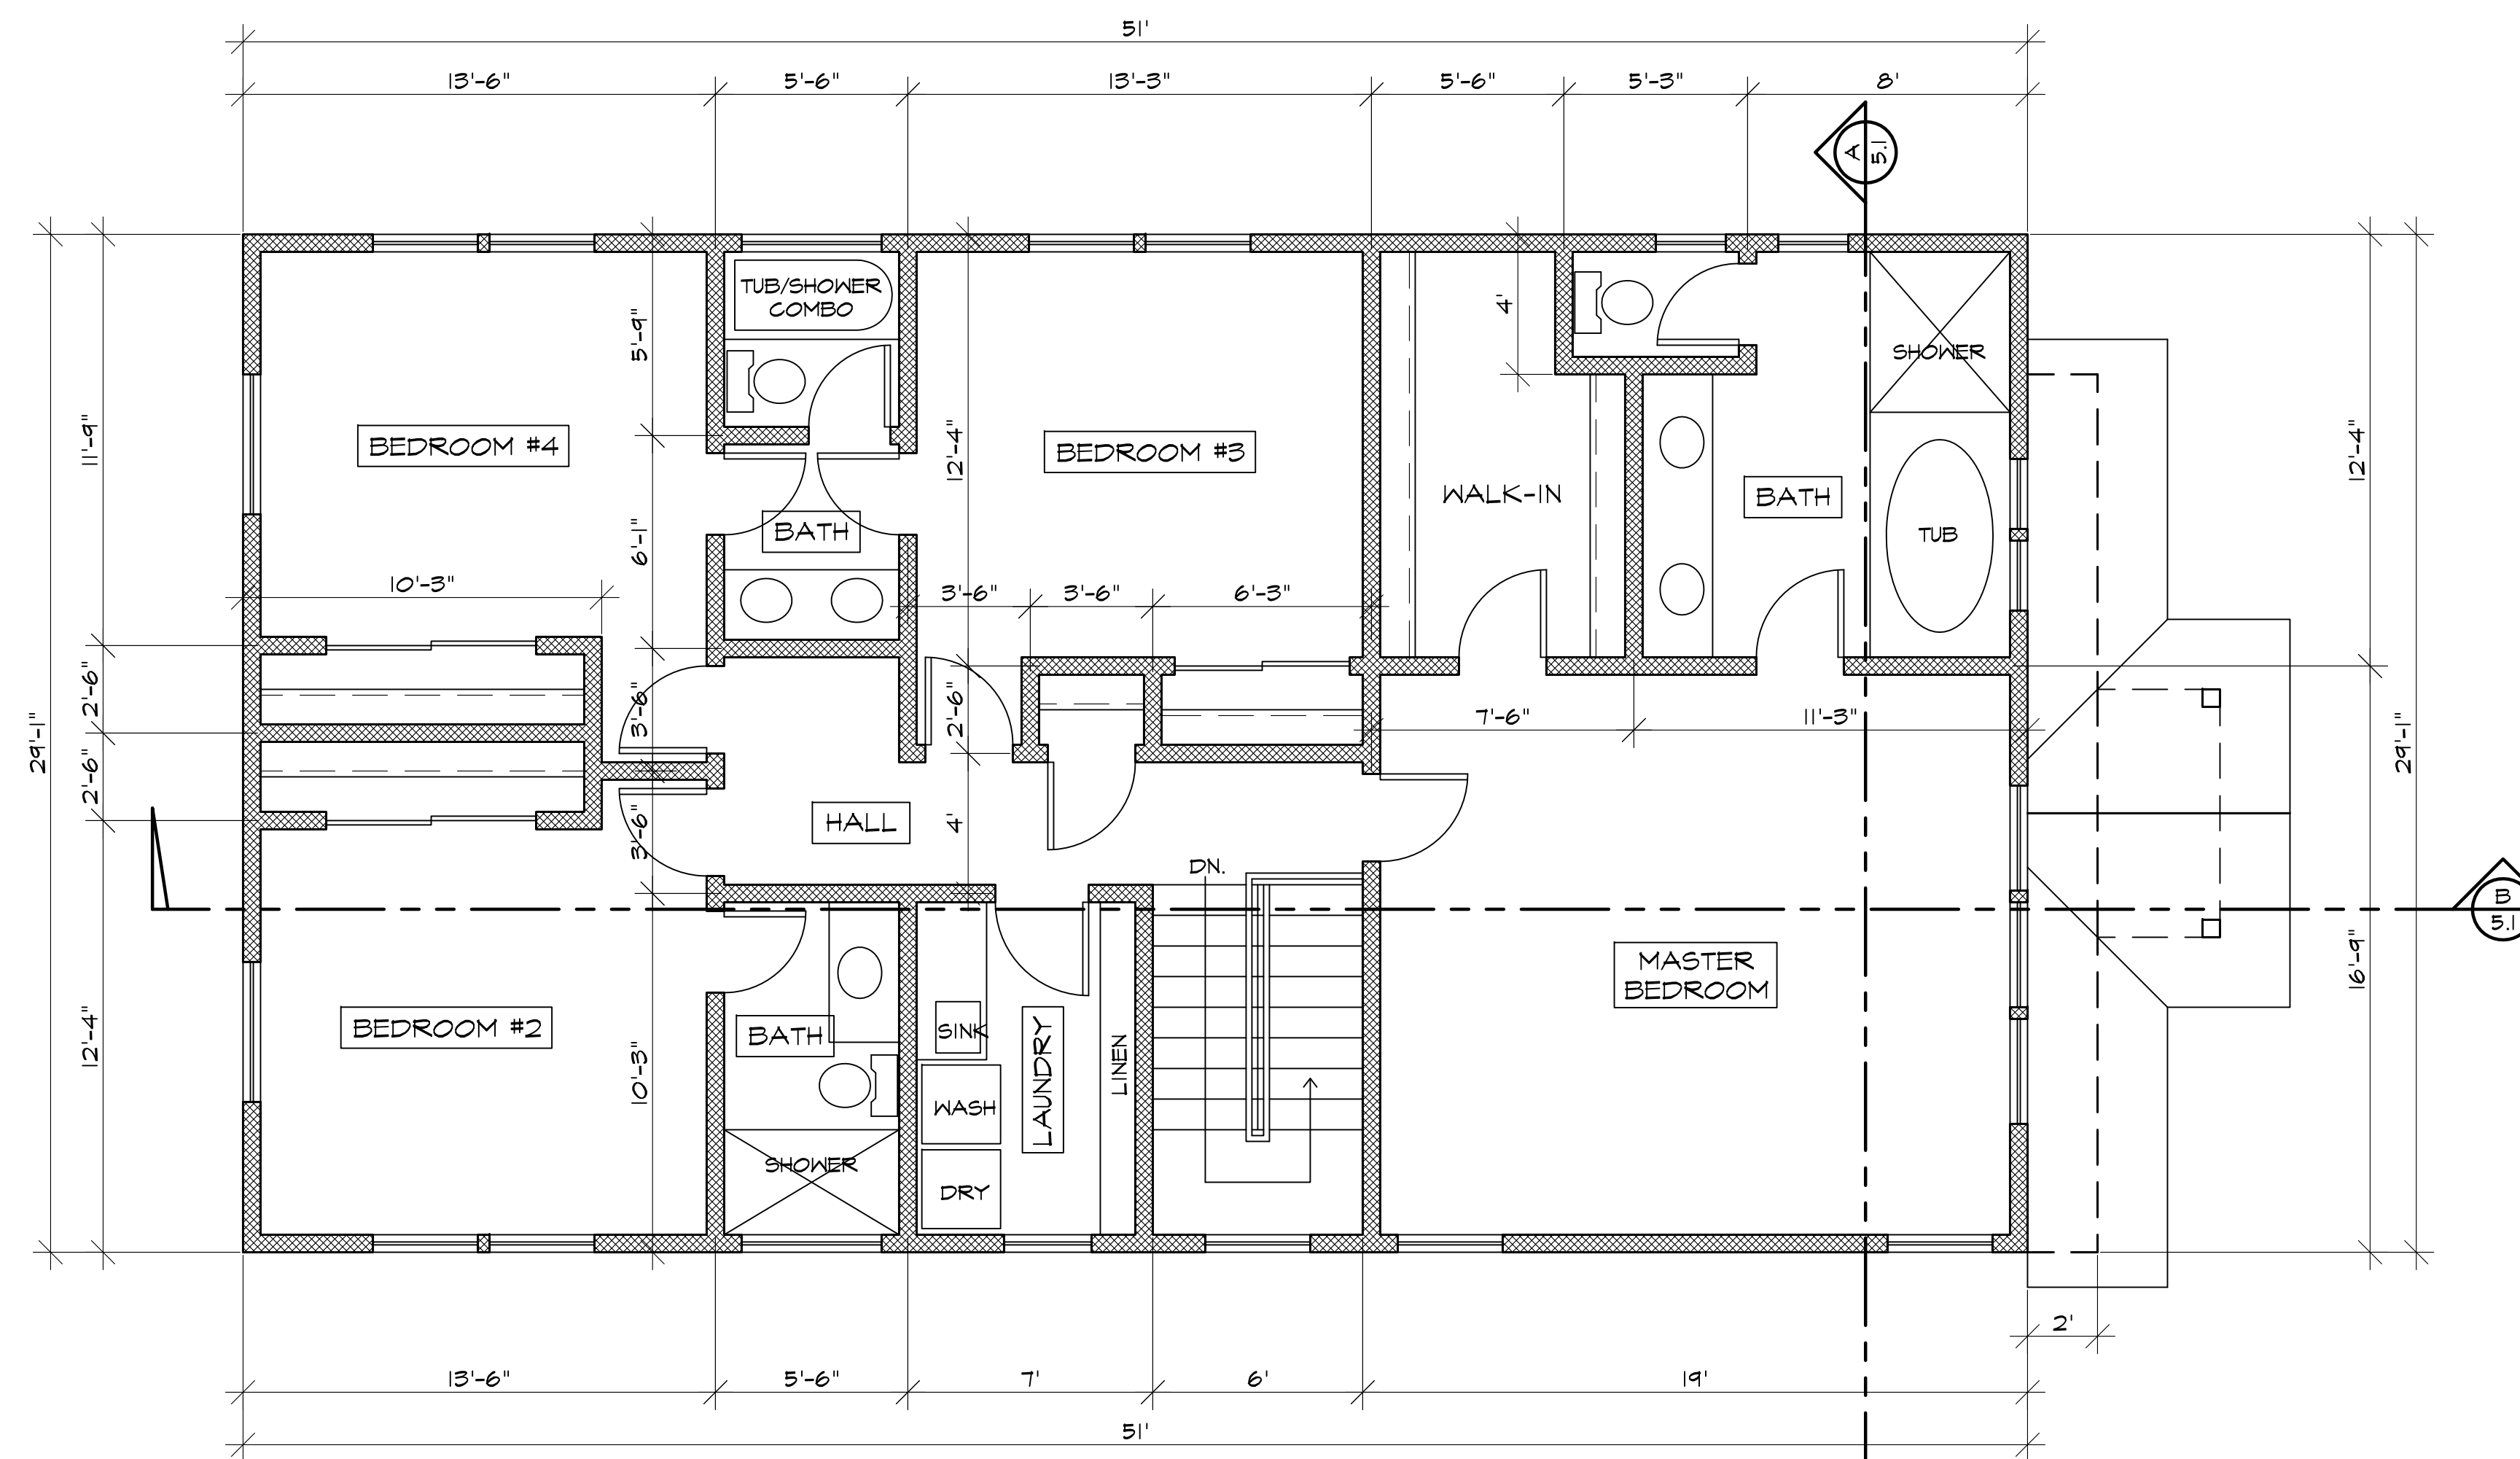 51'
13'-6"
5'-6"
13'-3"
5'-6"
5'-3"
8'
A
5.1
TUB/SHOWER
COMBO
4'
5'-9"
SHOWER
11'-9"
BEDROOM #4
12'-4"
BEDROOM #3
12'-4"
WALK-IN
BATH
BATH
6'-1"
TUB
10'-3"
3'-6"
3'-6"
6'-3"
2'-6"
3'-6"
2'-6"
7'-6"
11'-3"
29'-1"
29'-1"
2'-6"
3'-6"
HALL
4'
DN.
B
5.1
MASTER
BEDROOM
16'-9"
12'-4"
BEDROOM #2
10'-3"
BATH
SINK
LAUNDRY
LINEN
WASH
SHOWER
DRY
2'
13'-6"
5'-6"
7'
6'
19'
51'